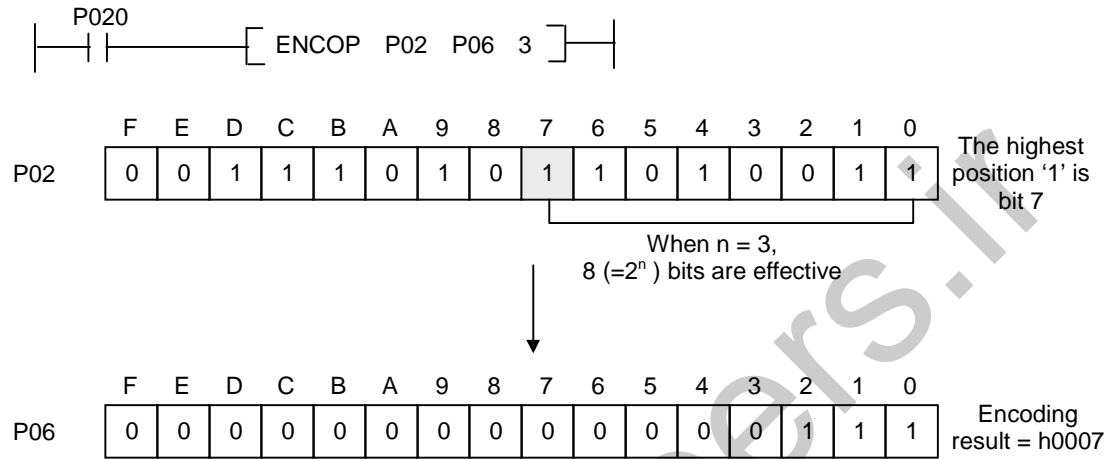 P020
ENCOP P02 P06 3
F E D C B A 9 8 7 6 5 4 3 2 1 0
P02 0 0 1 1 1 0 1 0 1 1 0 1 0 0 1 1
The highest
position ‘1’ is
bit 7
When n = 3,
8 (=2ⁿ ) bits are effective
F E D C B A 9 8 7 6 5 4 3 2 1 0
P06 0 0 0 0 0 0 0 0 0 0 0 0 0 1 1 1
Encoding
result = h0007
ers.ir